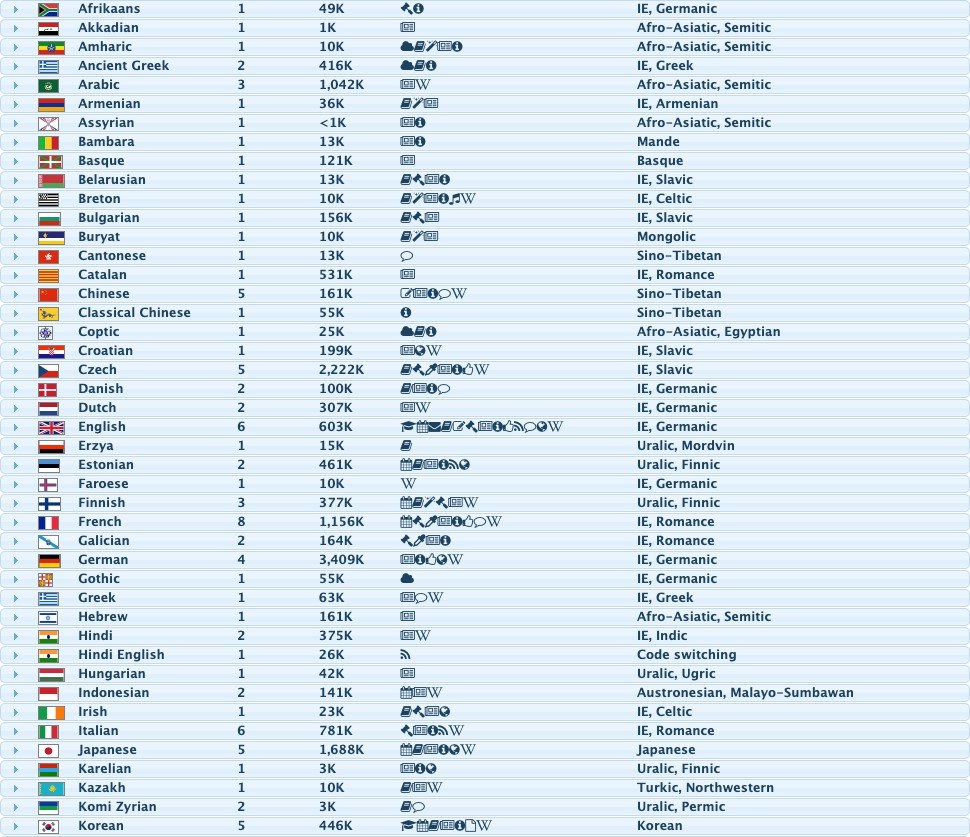 Afrikaans 1 49K IE, Germanic
Akkadian 1 1K Afro-Asiatic, Semitic
Amharic 1 10K Afro-Asiatic, Semitic
Ancient Greek 2 416K IE, Greek
Arabic 3 1,042K W Afro-Asiatic, Semitic
Armenian 1 36K IE, Armenian
Assyrian 1 <1K Afro-Asiatic, Semitic
Bambara 1 13K Mande
Basque 1 121K Basque
Belarusian 1 13K IE, Slavic
Breton 1 10K W IE, Celtic
Bulgarian 1 156K IE, Slavic
Buryat 1 10K Mongolic
Cantonese 1 13K Sino-Tibetan
Catalan 1 531K IE, Romance
Chinese 5 161K W Sino-Tibetan
Classical Chinese 1 55K Sino-Tibetan
Coptic 1 25K Afro-Asiatic, Egyptian
Croatian 1 199K W IE, Slavic
Czech 5 2,222K W IE, Slavic
Danish 2 100K IE, Germanic
Dutch 2 307K W IE, Germanic
English 6 603K W IE, Germanic
Erzya 1 15K Uralic, Mordvin
Estonian 2 461K Uralic, Finnic
Faroese 1 10K W IE, Germanic
Finnish 3 377K W Uralic, Finnic
French 8 1,156K W IE, Romance
Galician 2 164K IE, Romance
German 4 3,409K W IE, Germanic
Gothic 1 55K IE, Germanic
Greek 1 63K W IE, Greek
Hebrew 1 161K Afro-Asiatic, Semitic
Hindi 2 375K W IE, Indic
Hindi English 1 26K Code switching
Hungarian 1 42K Uralic, Ugric
Indonesian 2 141K W Austronesian, Malayo-Sumbawan
Irish 1 23K IE, Celtic
Italian 6 781K W IE, Romance
Japanese 5 1,688K W Japanese
Karelian 1 3K Uralic, Finnic
Kazakh 1 10K W Turkic, Northwestern
Komi Zyrian 2 3K Uralic, Permic
Korean 5 446K W Korean